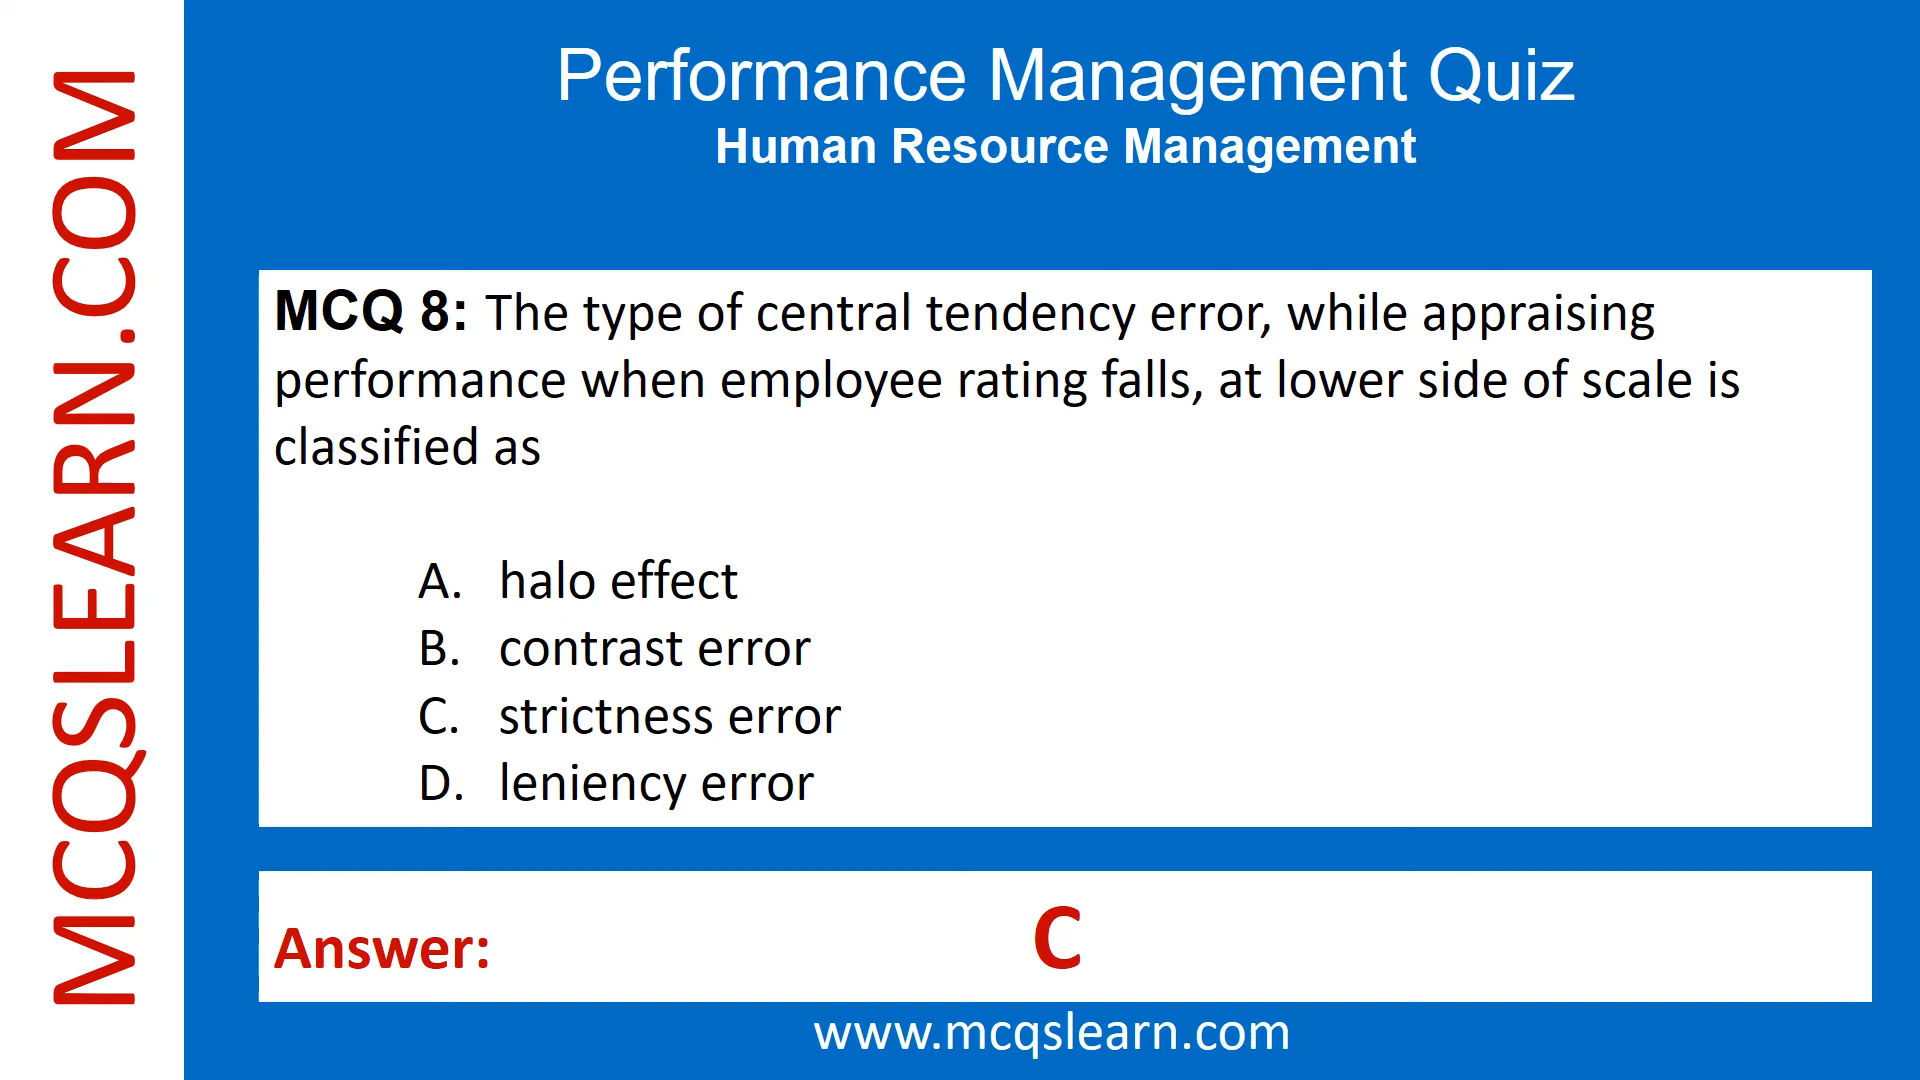 MCQSLEARN.COM
Performance Management Quiz
Human Resource Management
MCQ 8: The type of central tendency error, while appraising
performance when employee rating falls, at lower side of scale is
classified as
A. halo effect
B. contrast error
C. strictness error
D. leniency error
Answer: C
www.mcqslearn.com